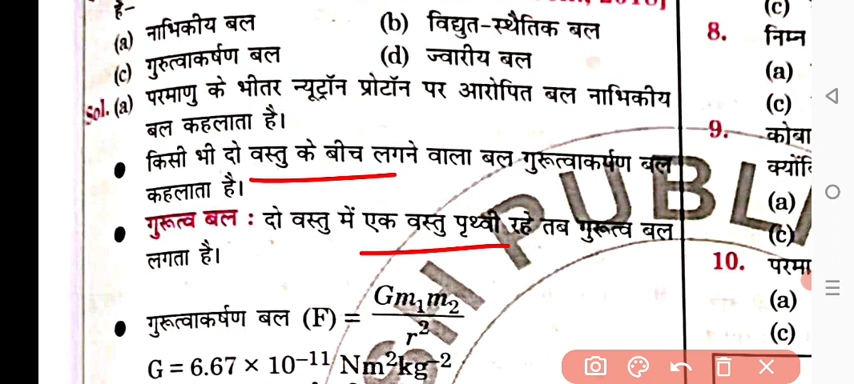 है–
(a) नाभिकीय बल (b) विद्युत-स्थैतिक बल
(c) गुरुत्वाकर्षण बल (d) ज्वारीय बल
Sol. (a) परमाणु के भीतर न्यूट्रॉन प्रोटॉन पर आरोपित बल नाभिकीय
बल कहलाता है।
● किसी भी दो वस्तु के बीच लगने वाला बल गुरूत्वाकर्षण बल
कहलाता है।
● गुरूत्व बल : दो वस्तु में एक वस्तु पृथ्वी रहे तब गुरूत्व बल
लगता है।
● गुरूत्वाकर्षण बल (F) = Gm₁m₂ / r²
G = 6.67 × 10⁻¹¹ Nm²kg⁻²
(c)
8. निम्न
(a)
(c)
9. कोबा
(a)
(c)
10. परमा
(a)
(c)
SH PUBLI